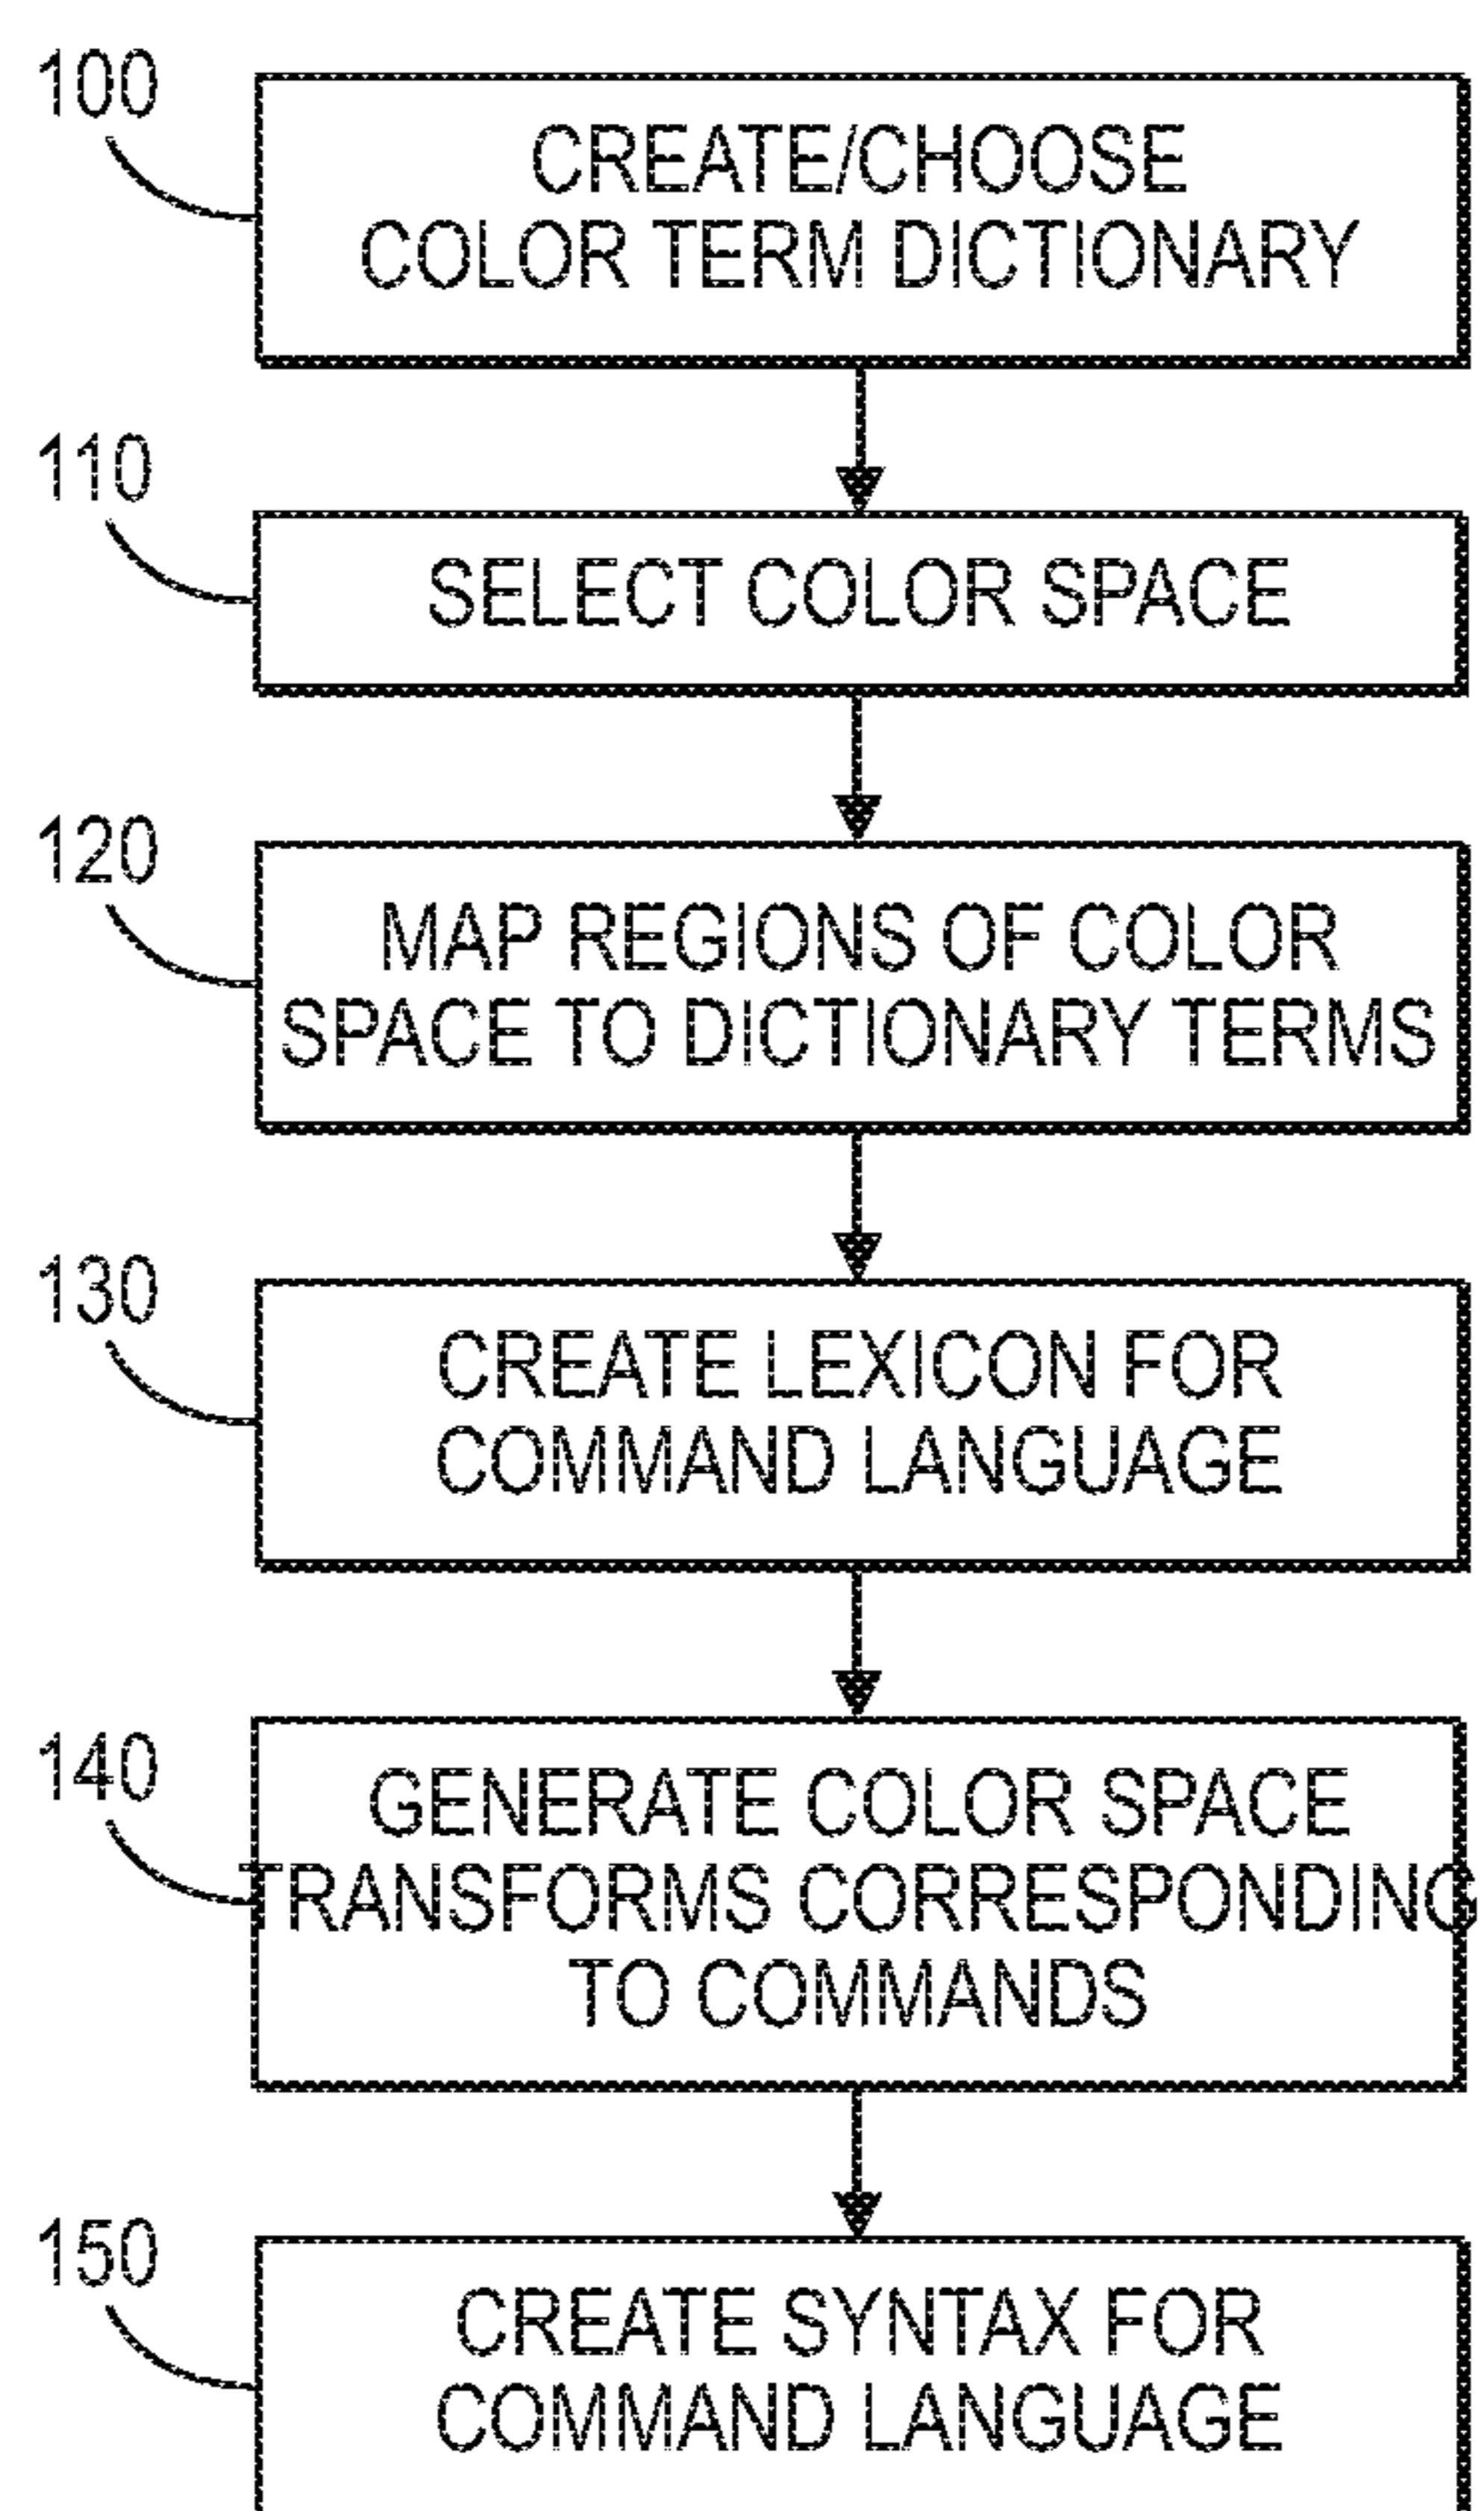 100
CREATE/CHOOSE
COLOR TERM DICTIONARY
110
SELECT COLOR SPACE
120
MAP REGIONS OF COLOR
SPACE TO DICTIONARY TERMS
130
CREATE LEXICON FOR
COMMAND LANGUAGE
140
GENERATE COLOR SPACE
TRANSFORMS CORRESPONDING
TO COMMANDS
150
CREATE SYNTAX FOR
COMMAND LANGUAGE